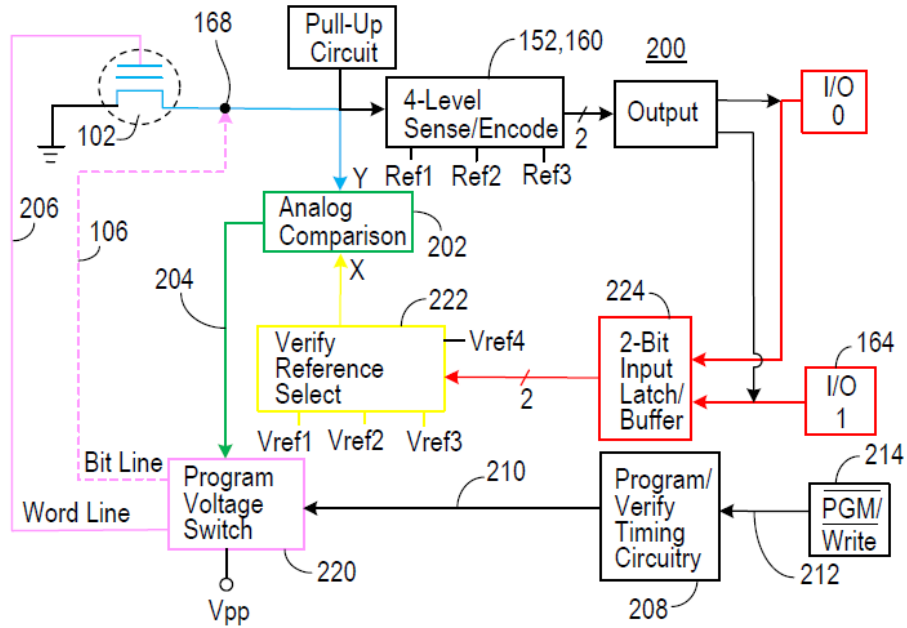 168
Pull-Up
Circuit
152,160
200
I/O
0
4-Level
Sense/Encode
2
Output
102
Ref1 Ref2 Ref3
Y
206
106
Analog
Comparison
202
X
204
222
224
164
Verify
Reference
Select
Vref4
2
2-Bit
Input
Latch/
Buffer
I/O
1
Vref1 Vref2 Vref3
Bit Line
Word Line
Program
Voltage
Switch
210
Program/
Verify
Timing
Circuitry
214
PGM/
Write
220
Vpp
208
212